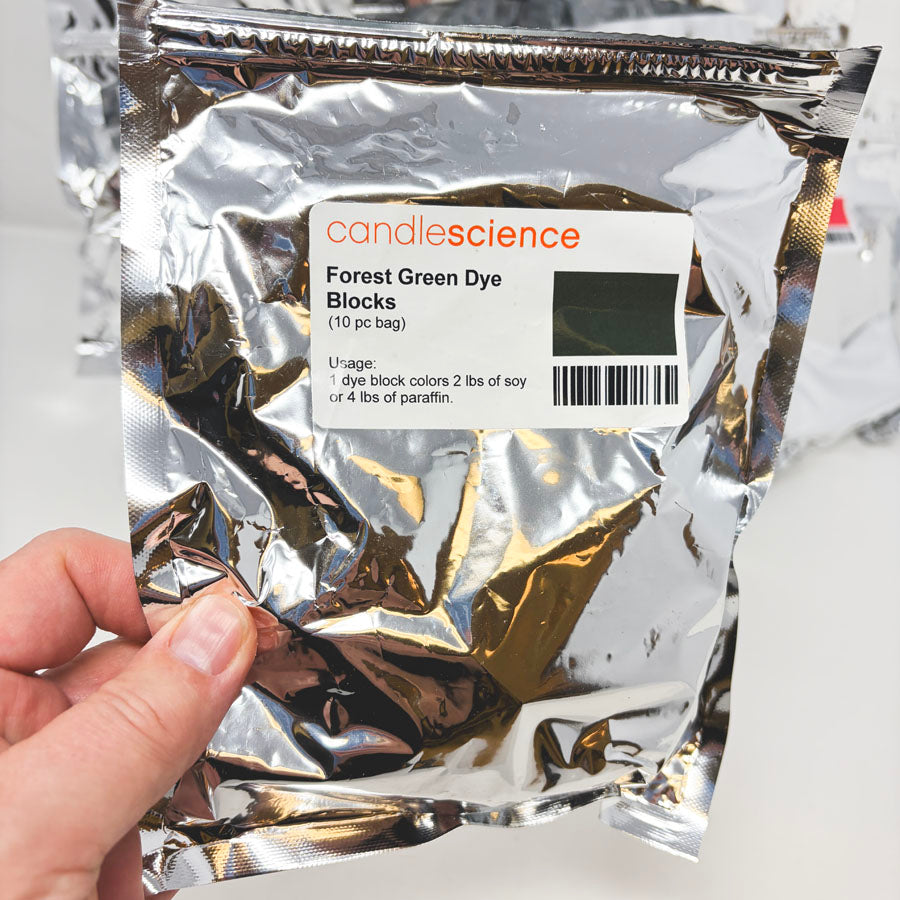 candlescience
Forest Green Dye
Blocks
(10 pc bag)
Usage:
1 dye block colors 2 lbs of soy
or 4 lbs of paraffin.